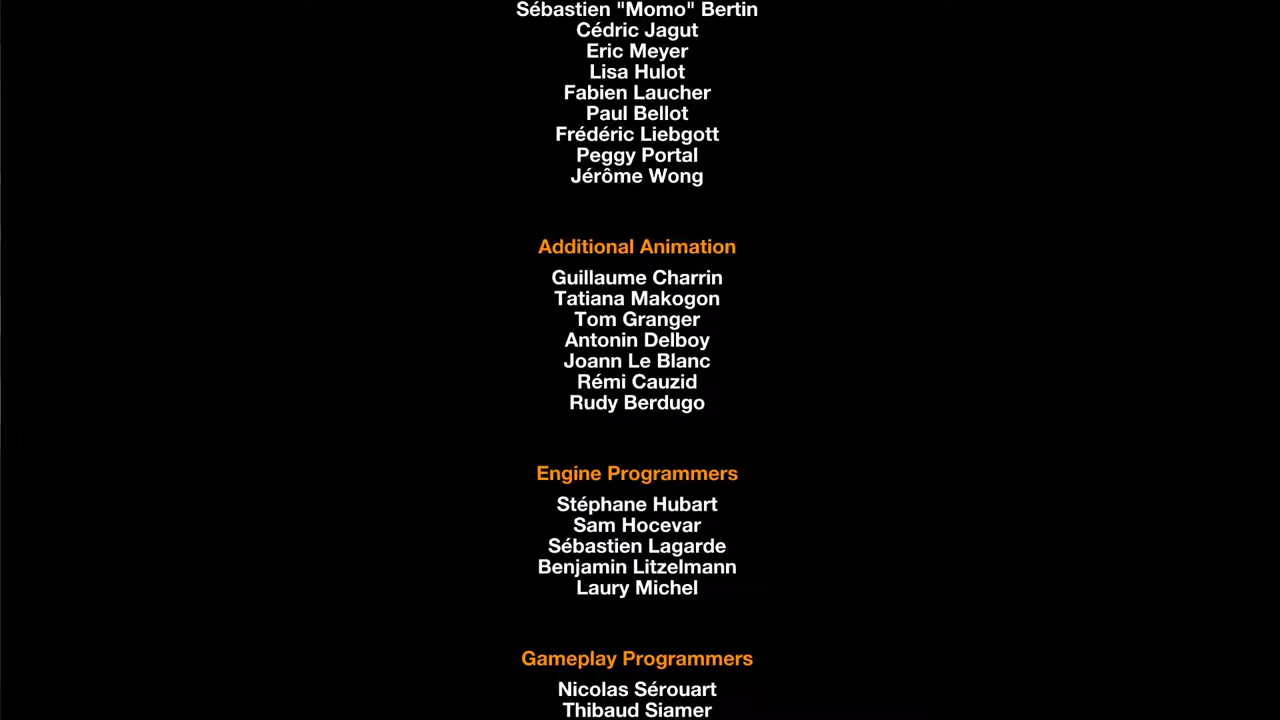 Sébastien "Momo" Bertin
Cédric Jagut
Eric Meyer
Lisa Hulot
Fabien Laucher
Paul Bellot
Frédéric Liebgott
Peggy Portal
Jérôme Wong
Additional Animation
Guillaume Charrin
Tatiana Makogon
Tom Granger
Antonin Delboy
Joann Le Blanc
Rémi Cauzid
Rudy Berdugo
Engine Programmers
Stéphane Hubart
Sam Hocevar
Sébastien Lagarde
Benjamin Litzelmann
Laury Michel
Gameplay Programmers
Nicolas Sérouart
Thibaud Siamer